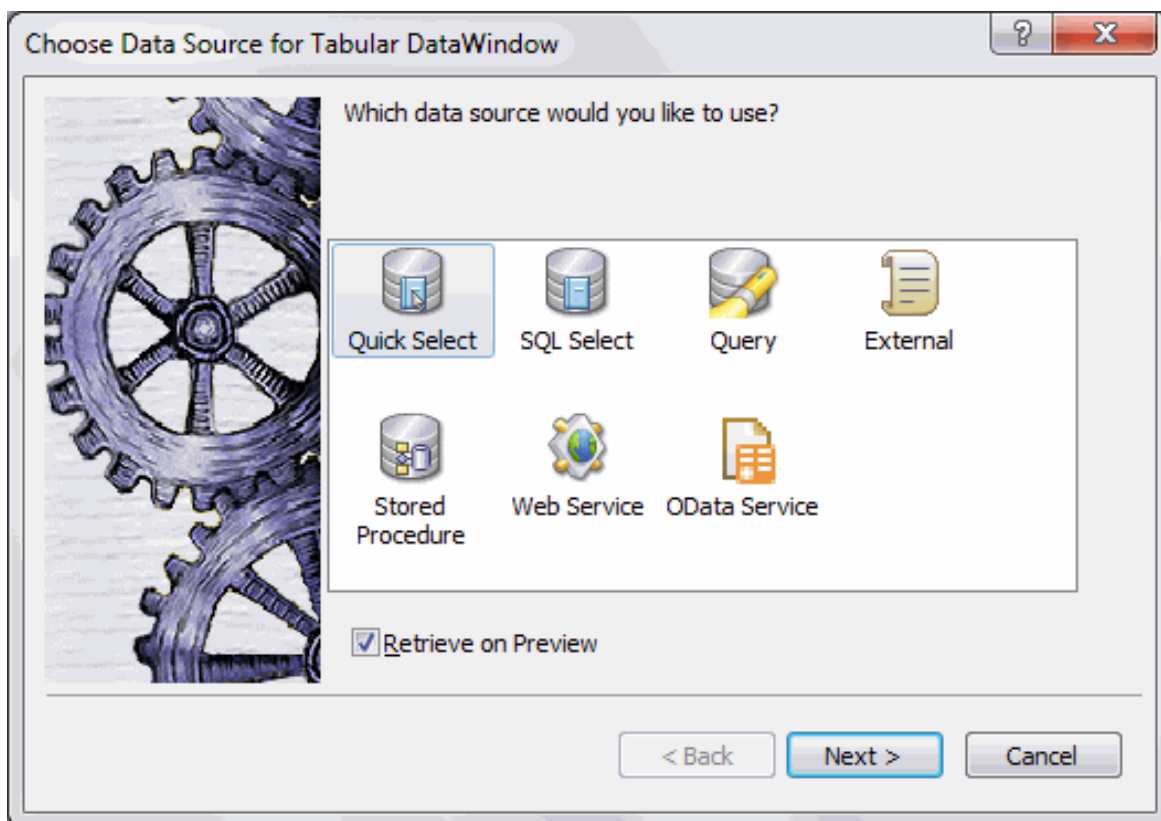 Choose Data Source for Tabular DataWindow
Which data source would you like to use?
Quick Select
SQL Select
Query
External
Stored
Procedure
Web Service
OData Service
Retrieve on Preview
< Back
Next >
Cancel